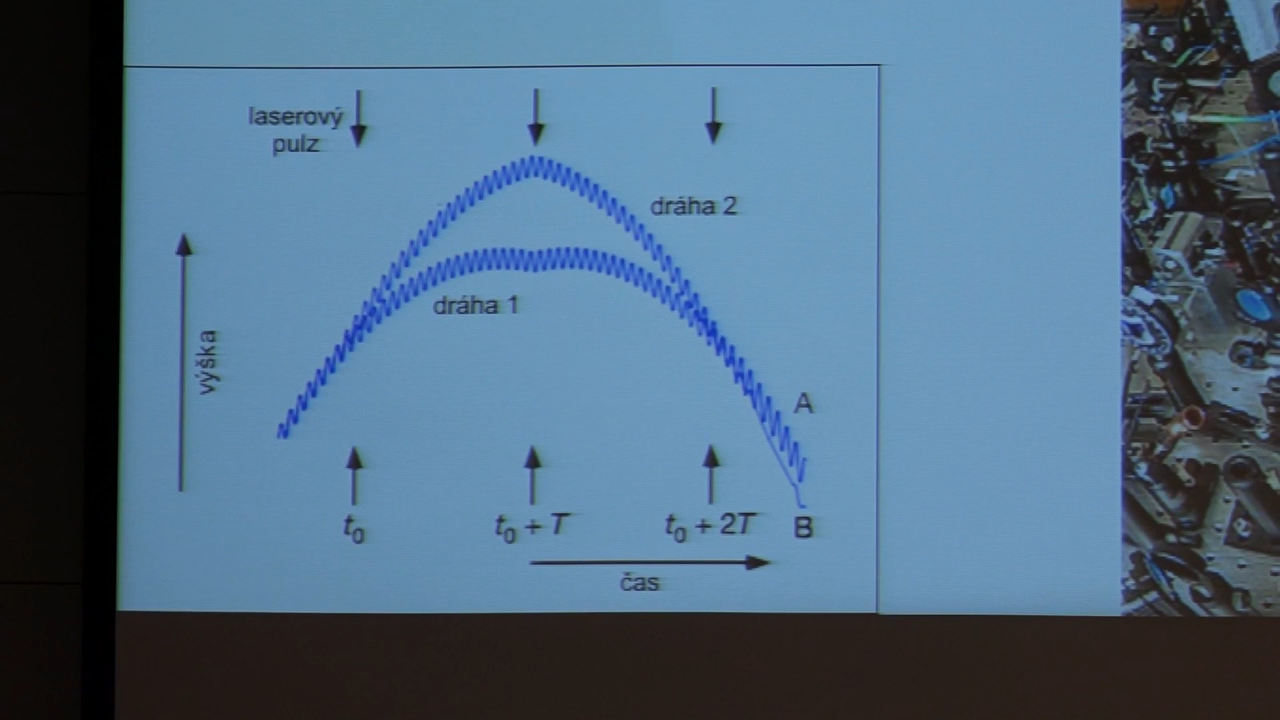 laserový
pulz
dráha 2
dráha 1
výška
A
t₀
t₀ + T
t₀ + 2T
B
čas